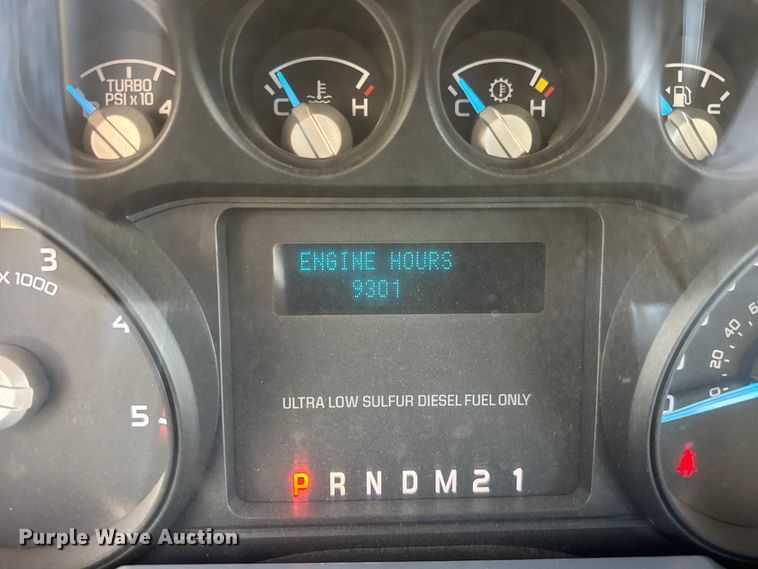 TURBO
PSI x 10
4
C H
C H
3
X 1000
4
5
ENGINE HOURS
9301
ULTRA LOW SULFUR DIESEL FUEL ONLY
P R N D M 2 1
0
20
40
Purple Wave Auction